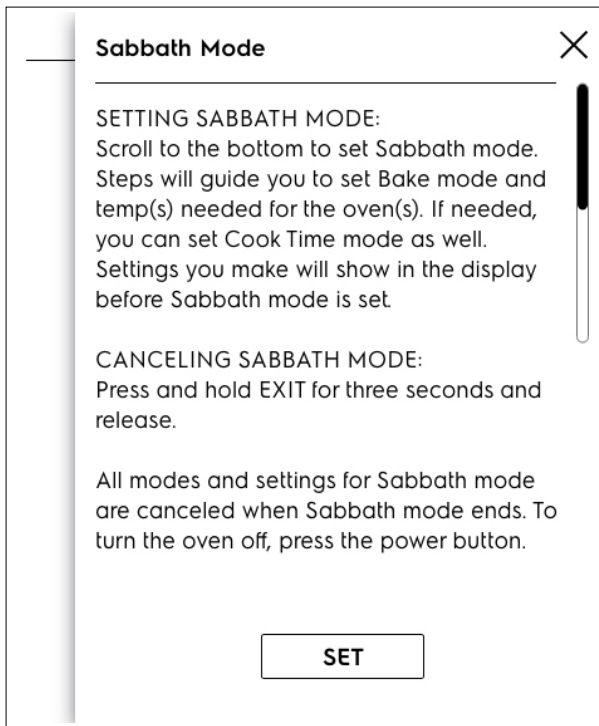 Sabbath Mode
SETTING SABBATH MODE:
Scroll to the bottom to set Sabbath mode.
Steps will guide you to set Bake mode and
temp(s) needed for the oven(s). If needed,
you can set Cook Time mode as well.
Settings you make will show in the display
before Sabbath mode is set.
CANCELING SABBATH MODE:
Press and hold EXIT for three seconds and
release.
All modes and settings for Sabbath mode
are canceled when Sabbath mode ends. To
turn the oven off, press the power button.
SET